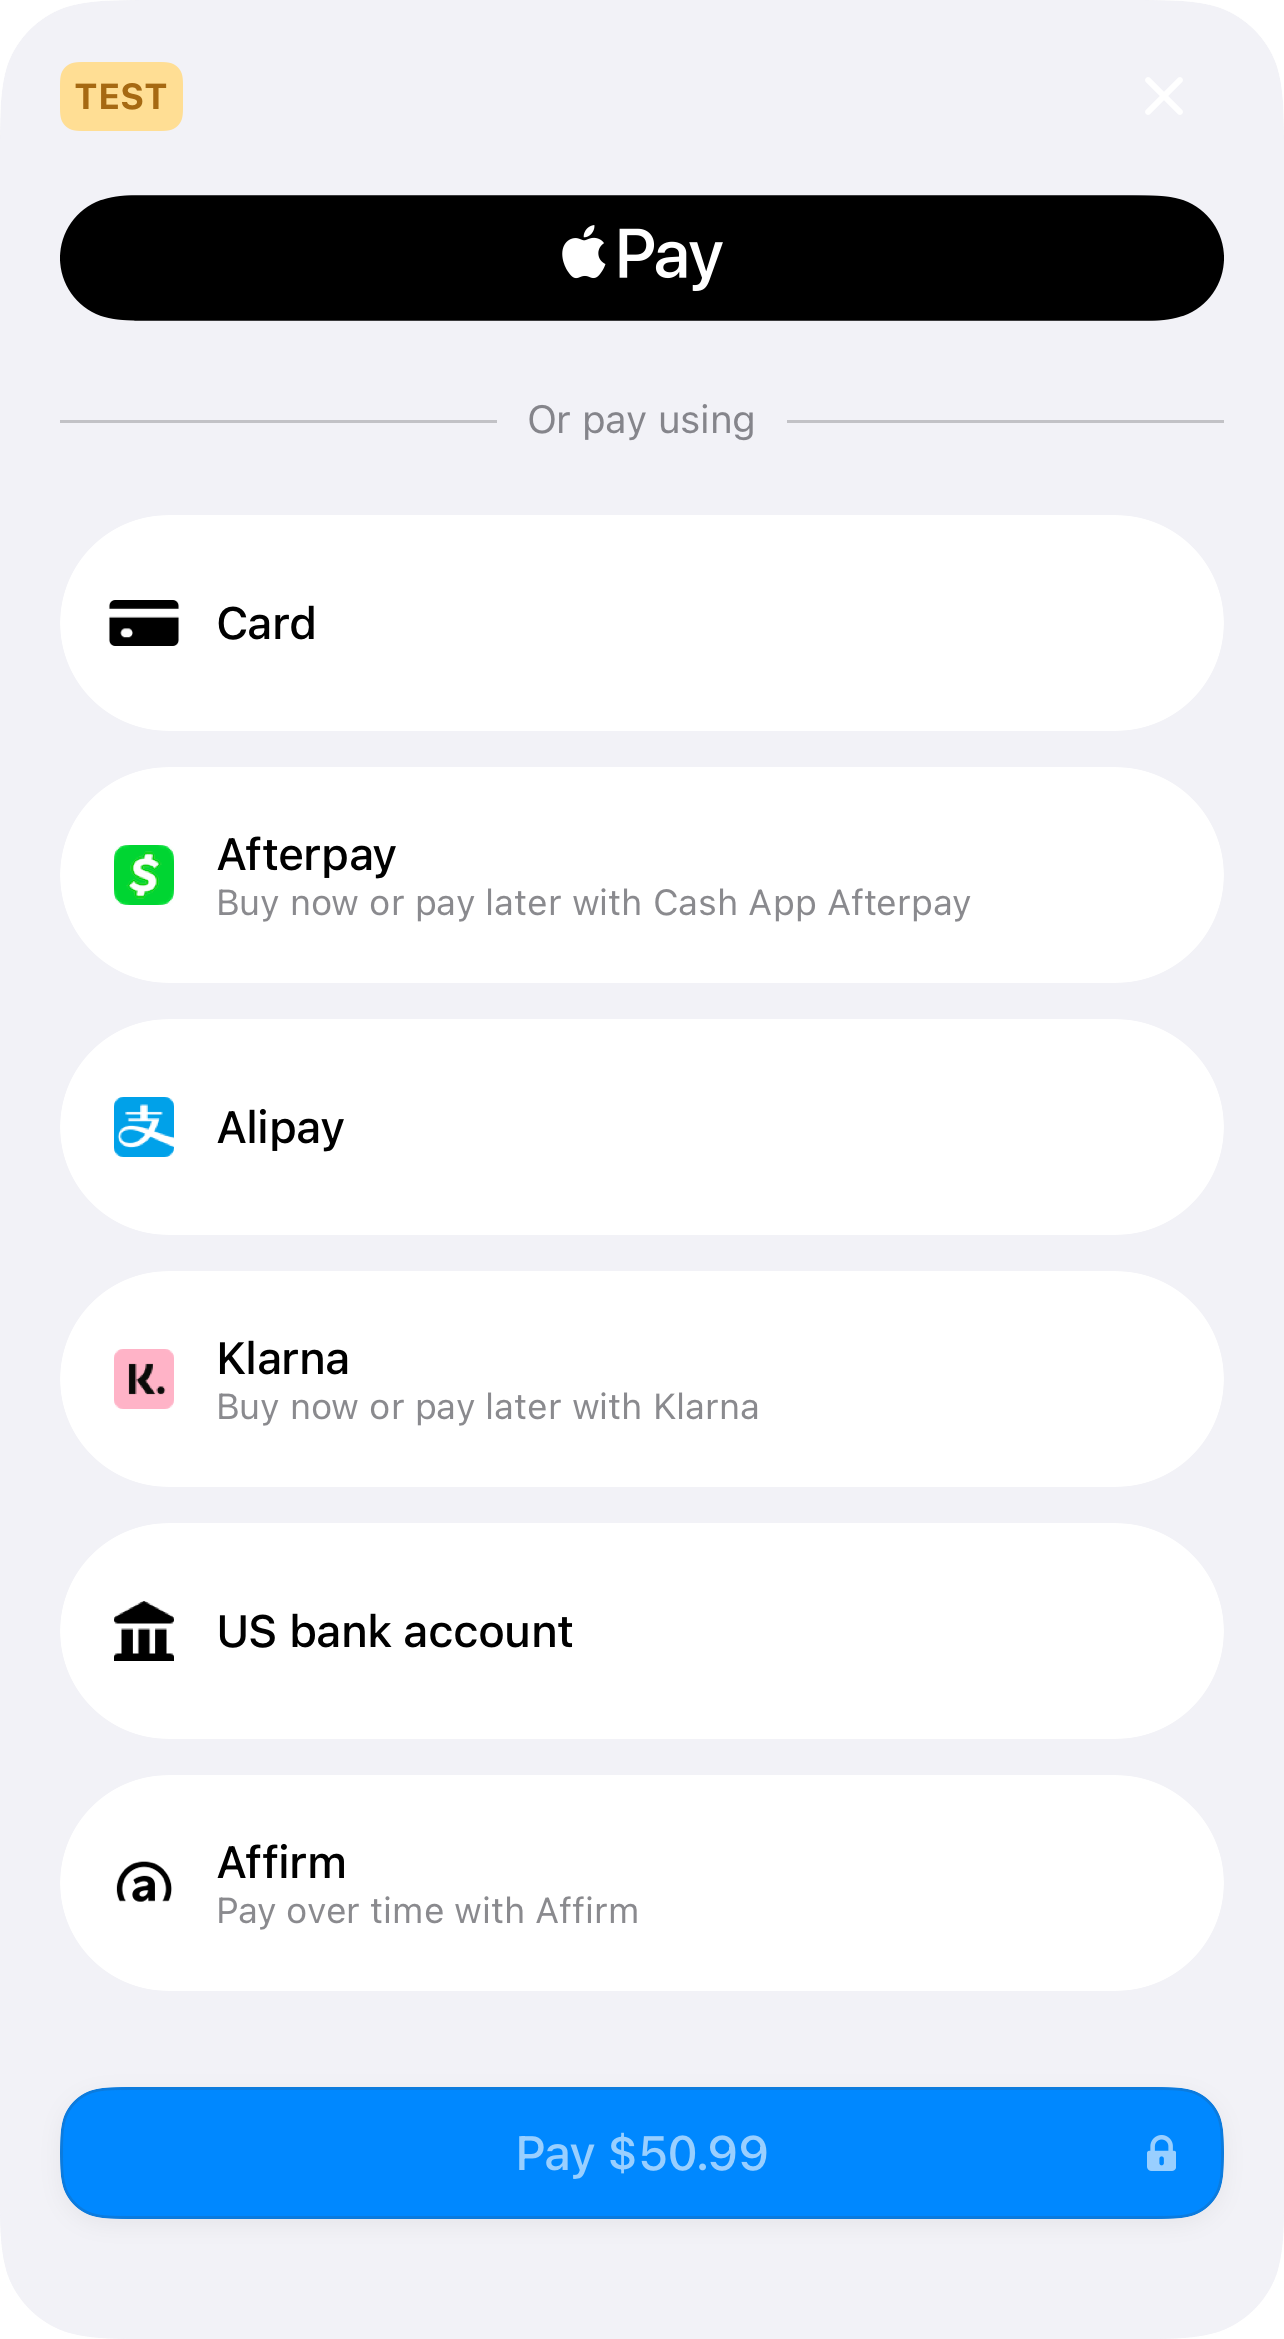 TEST
Pay
Or pay using
Card
Afterpay
Buy now or pay later with Cash App Afterpay
支
Alipay
K.
Klarna
Buy now or pay later with Klarna
US bank account
a
Affirm
Pay over time with Affirm
Pay $50.99